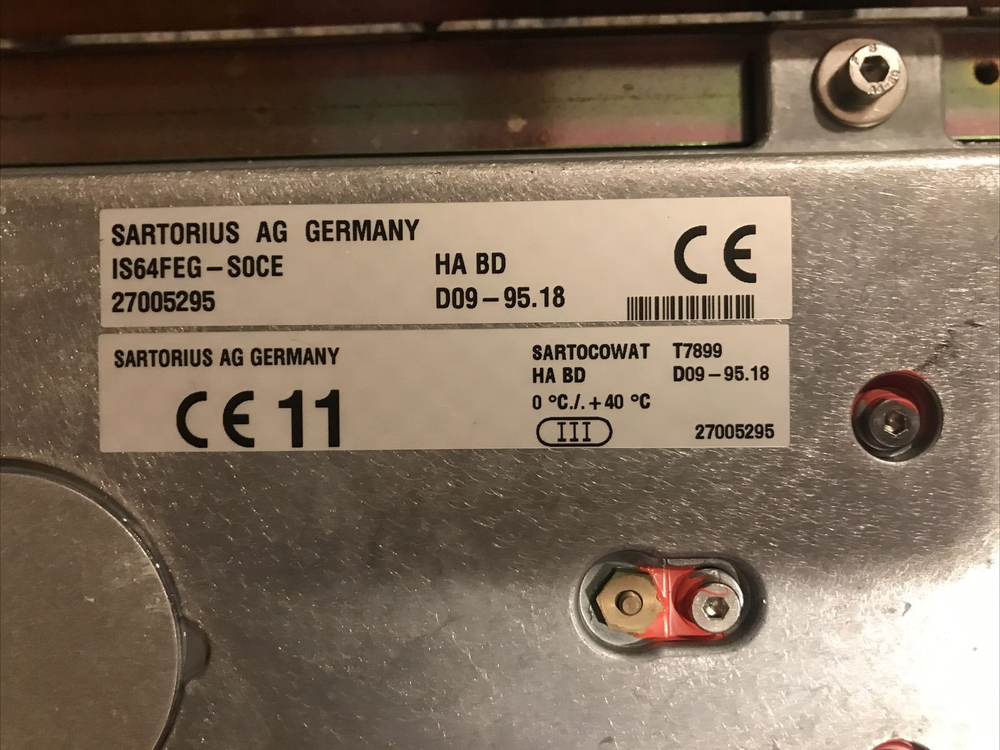 SARTORIUS AG GERMANY
IS64FEG-S0CE HA BD
27005295 D09-95.18
CE
SARTORIUS AG GERMANY
CE 11
SARTOCOWAT T7899
HA BD D09-95.18
0 °C./.+40 °C
III 27005295